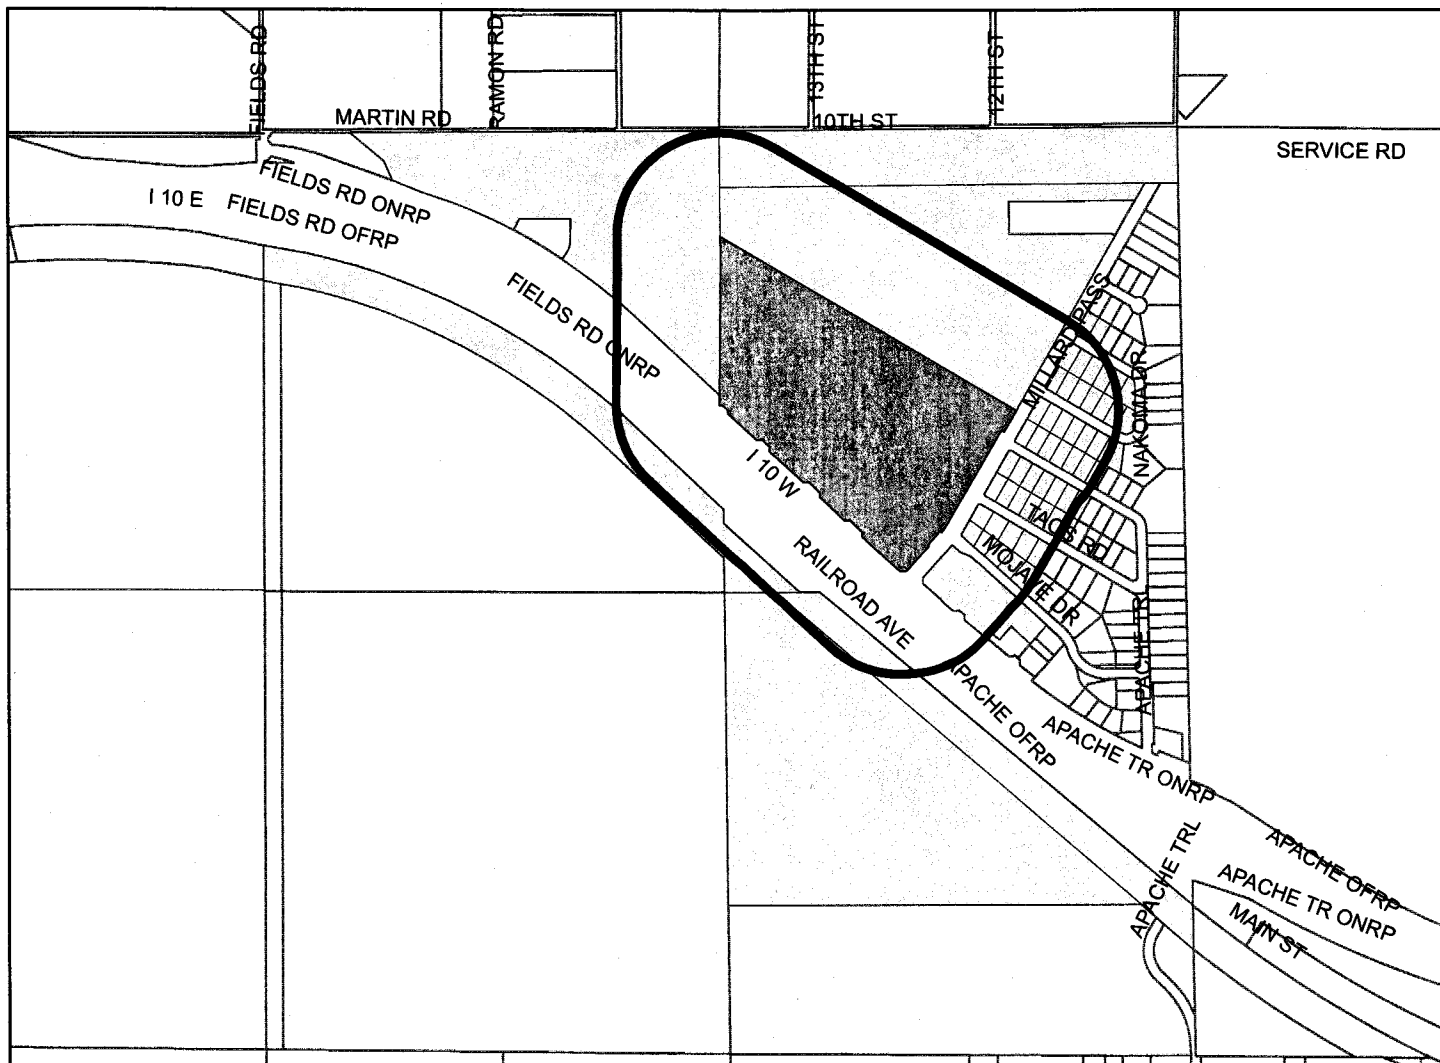 FIELDS RD
RAMON RD
13TH ST
12TH ST
MARTIN RD
10TH ST
SERVICE RD
FIELDS RD ONRP
I 10 E
FIELDS RD OFRP
FIELDS RD ONRP
MILLARD PASS
NAKOMA DR
I 10 W
TAOS RD
MOJAVE DR
RAILROAD AVE
APACHE TRL
APACHE OFRP
APACHE TR ONRP
APACHE TRL
APACHE OFRP
APACHE TR ONRP
MAIN ST